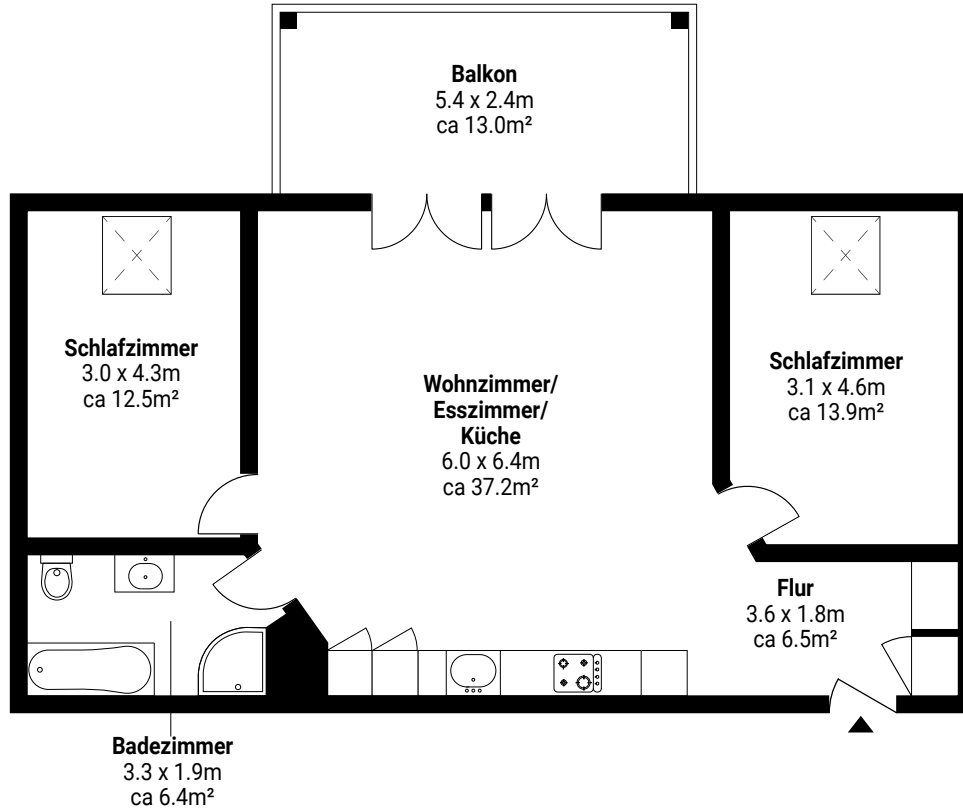 Balkon
5.4 x 2.4m
ca 13.0m²
Schlafzimmer
3.0 x 4.3m
ca 12.5m²
Wohnzimmer/
Esszimmer/
Küche
6.0 x 6.4m
ca 37.2m²
Schlafzimmer
3.1 x 4.6m
ca 13.9m²
Flur
3.6 x 1.8m
ca 6.5m²
Badezimmer
3.3 x 1.9m
ca 6.4m²